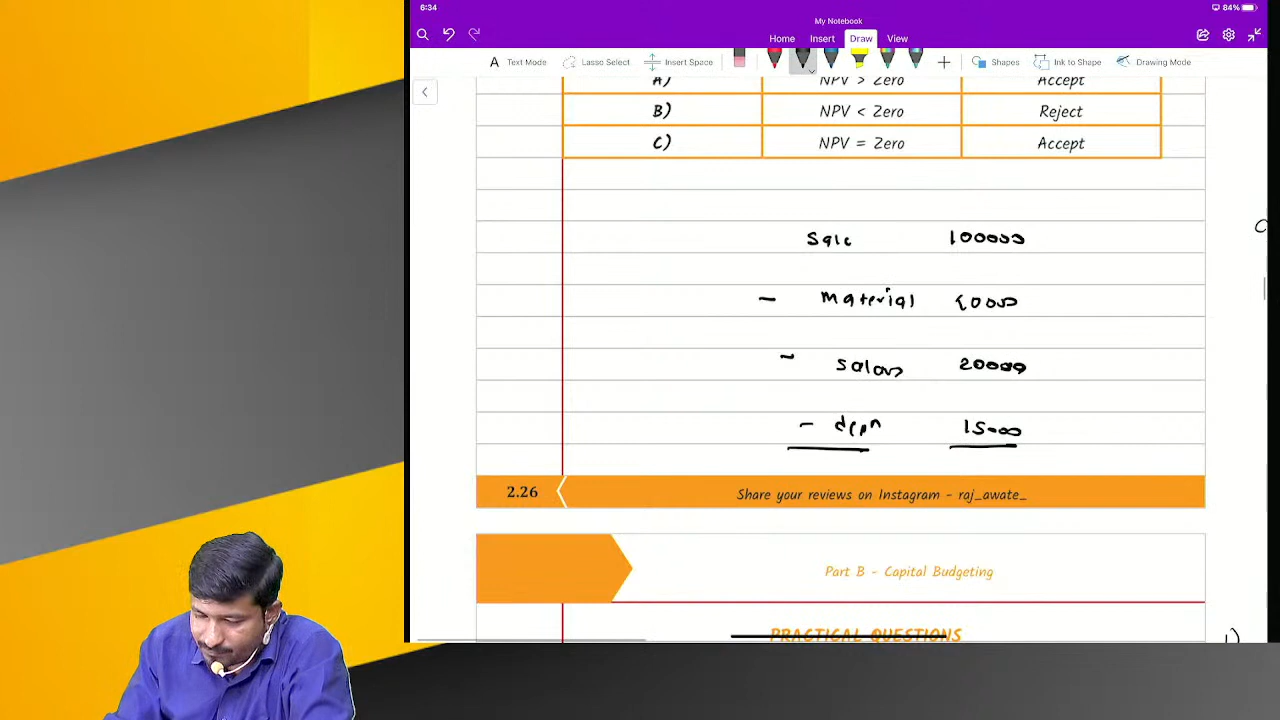 6:34
84%
My Notebook
Home Insert Draw View
A Text Mode Lasso Select Insert Space Shapes Ink to Shape Drawing Mode
A) NPV > Zero Accept
B) NPV < Zero Reject
C) NPV = Zero Accept
Sale 100000
- Material
- Salary 20000
- depn 15000
2.26 Share your reviews on Instagram - raj_awate_
Part B - Capital Budgeting
PRACTICAL QUESTIONS